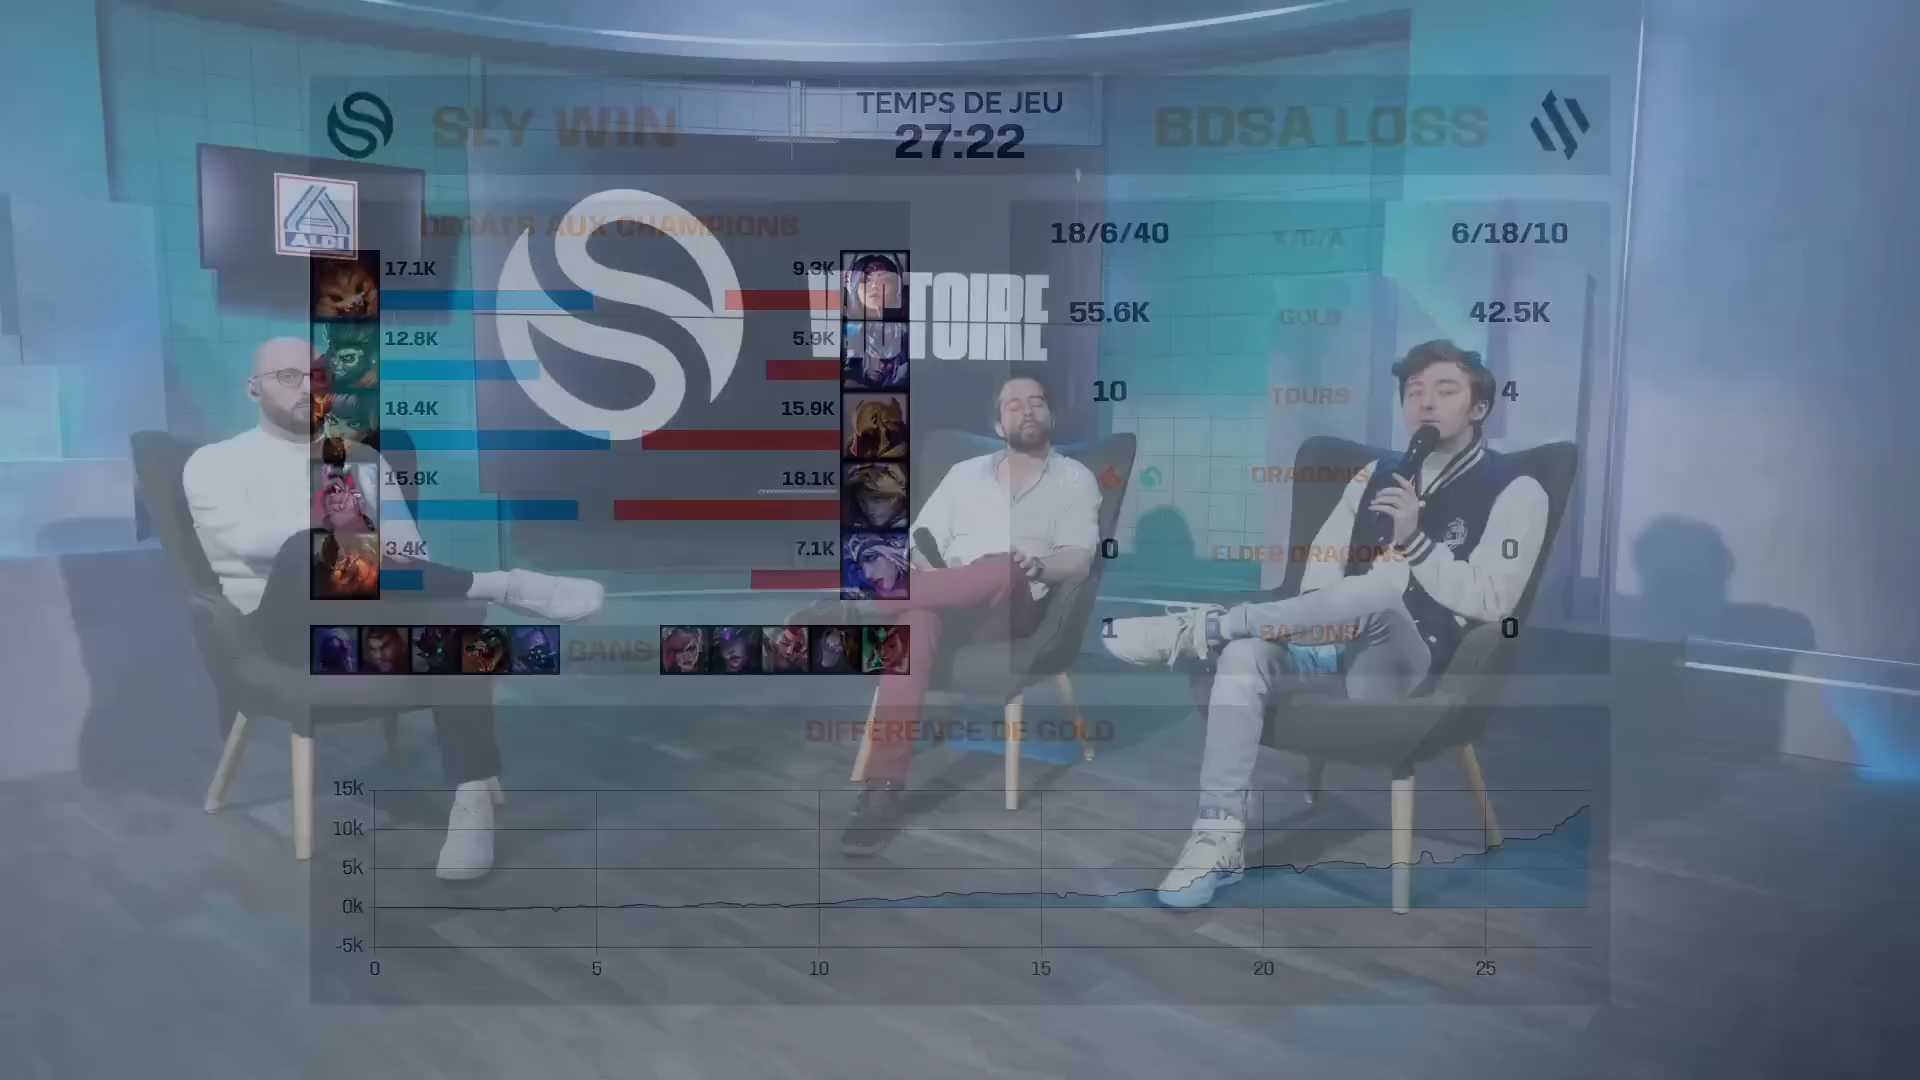 SLY WIN
TEMPS DE JEU
27:22
BDSA LOSS
ALDI
DEGATS AUX CHAMPIONS
VICTOIRE
17.1K 9.3K
12.8K 5.9K
18.4K 15.9K
15.9K 18.1K
3.4K 7.1K
BANS
18/6/40 K/D/A 6/18/10
55.6K GOLD 42.5K
10 TOURS 4
DRAGONS
0 ELDER DRAGONS 0
1 BARONS 0
DIFFERENCE DE GOLD
15k
10k
5k
0k
-5k
0 5 10 15 20 25